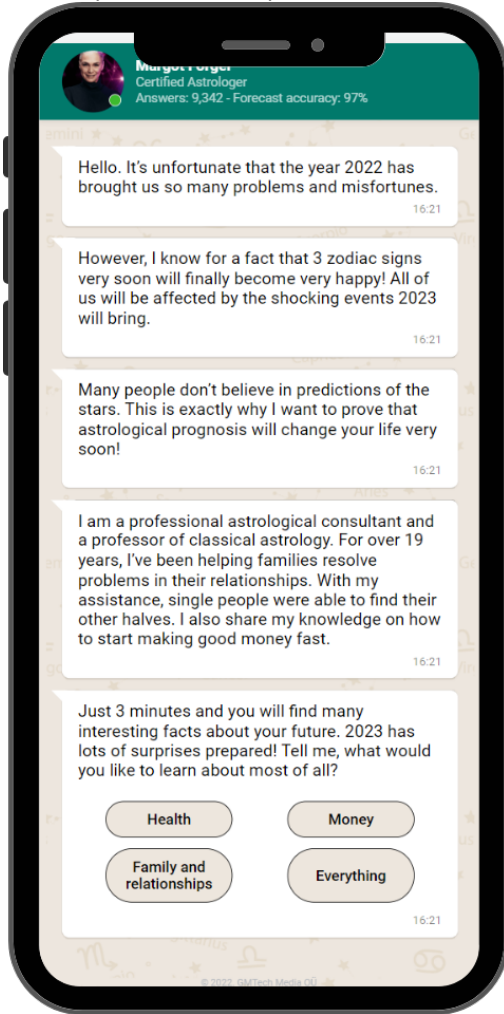 Certified Astrologer
Answers: 9,342 - Forecast accuracy: 97%
Hello. It's unfortunate that the year 2022 has
brought us so many problems and misfortunes.
16:21
However, I know for a fact that 3 zodiac signs
very soon will finally become very happy! All of
us will be affected by the shocking events 2023
will bring.
16:21
Many people don't believe in predictions of the
stars. This is exactly why I want to prove that
astrological prognosis will change your life very
soon!
16:21
Aries
I am a professional astrological consultant and
a professor of classical astrology. For over 19
years, I've been helping families resolve
problems in their relationships. With my
assistance, single people were able to find their
other halves. I also share my knowledge on how
to start making good money fast.
16:21
Just 3 minutes and you will find many
interesting facts about your future. 2023 has
lots of surprises prepared! Tell me, what would
you like to learn about most of all?
Health
Money
Family and
relationships
Everything
16:21
© 2022. GMTech Media OÜ